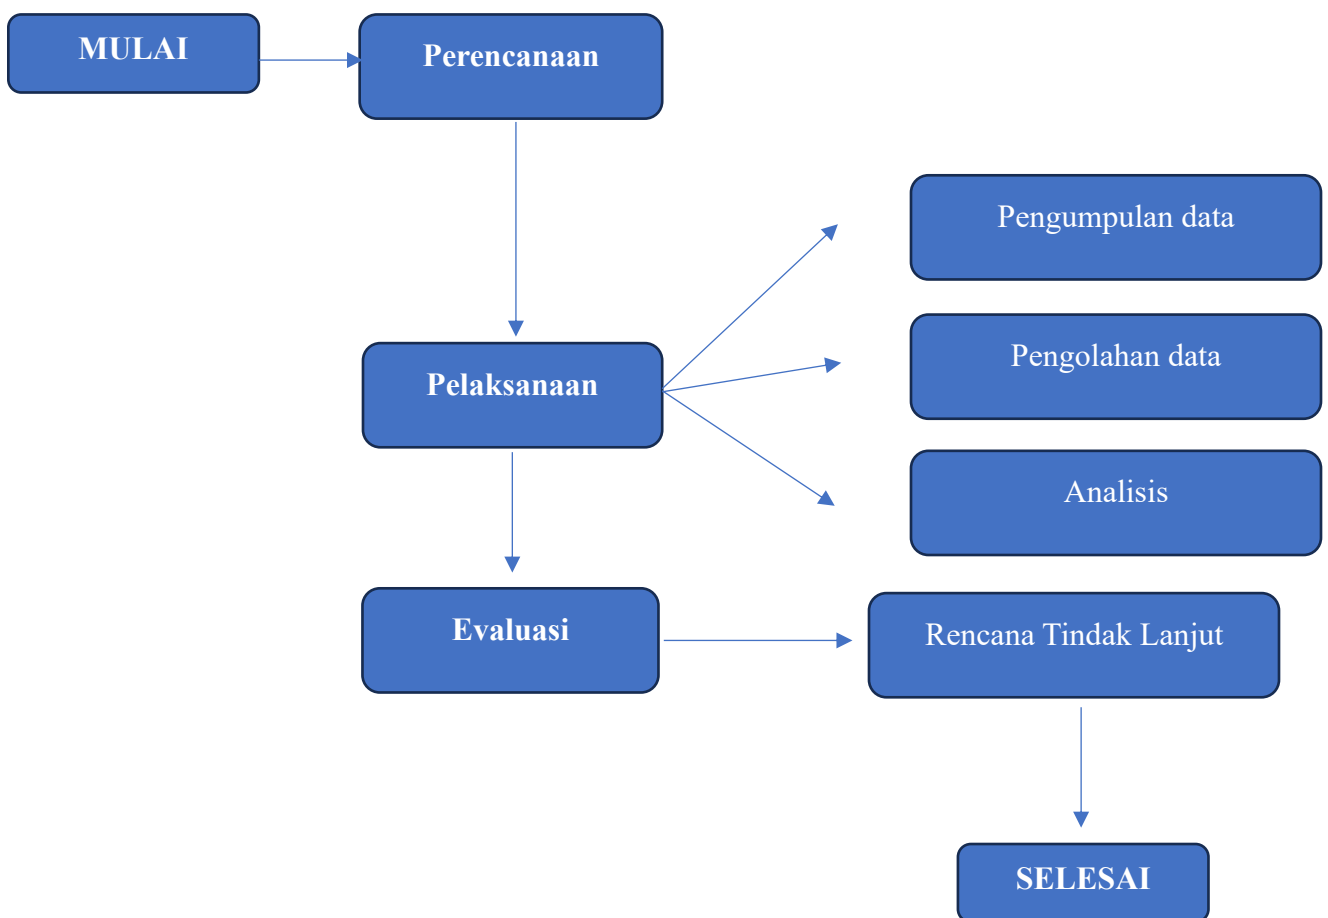 MULAI
Perencanaan
Pengumpulan data
Pengolahan data
Pelaksanaan
Analisis
Evaluasi
Rencana Tindak Lanjut
SELESAI